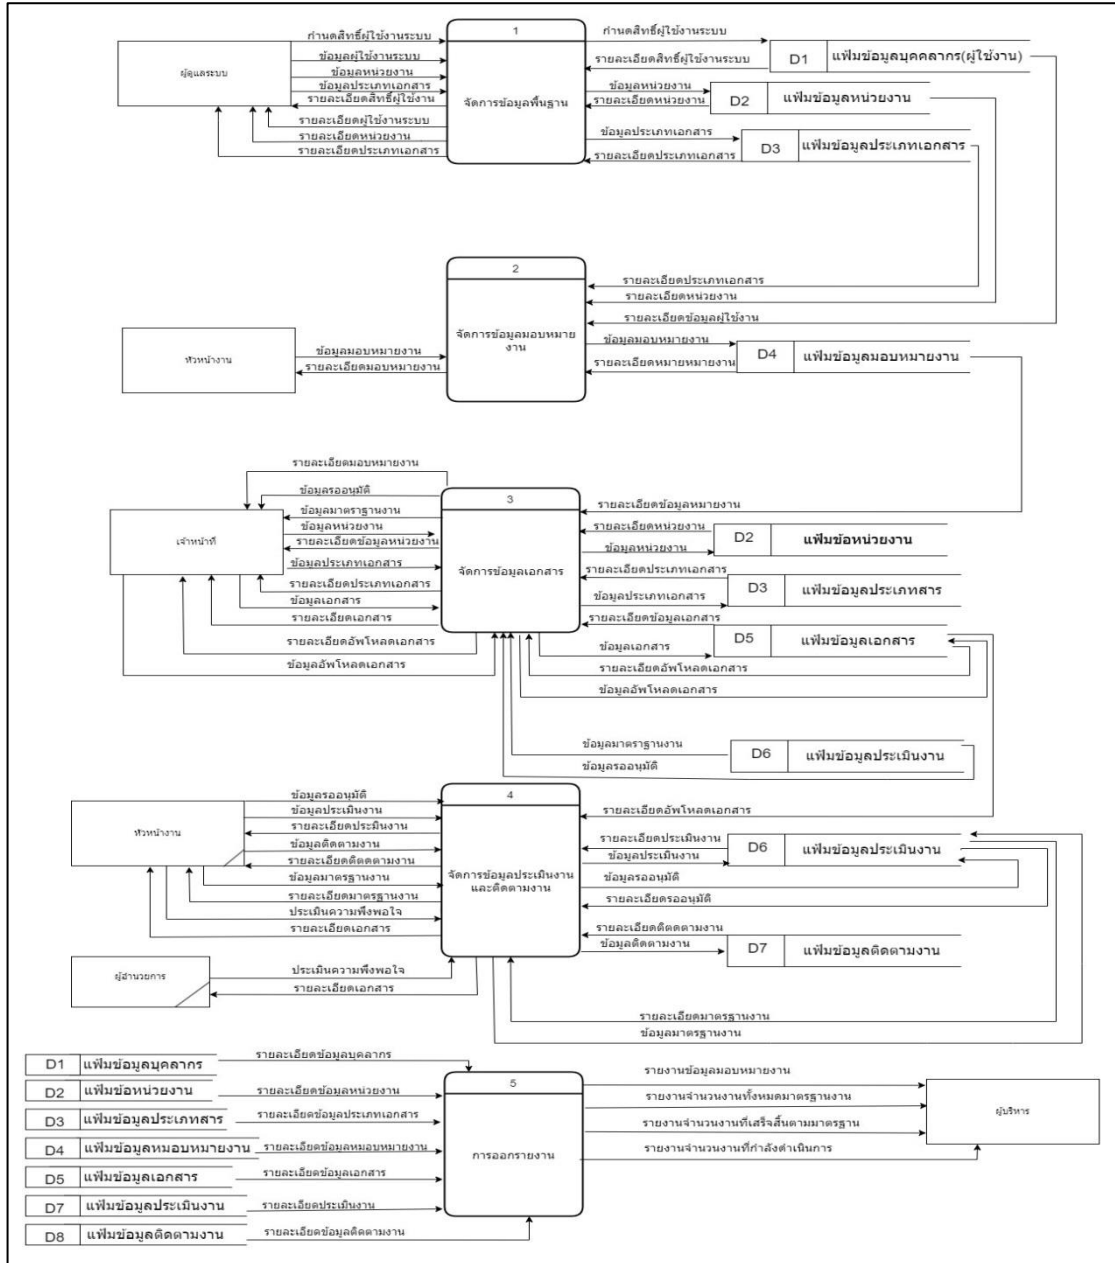 1
จัดการข้อมูลพื้นฐาน
ผู้ดูแลระบบ
กำหนดสิทธิ์ผู้ใช้งานระบบ
ข้อมูลผู้ใช้งานระบบ
ข้อมูลหน่วยงาน
ข้อมูลประเภทเอกสาร
รายละเอียดสิทธิ์ผู้ใช้งาน
รายละเอียดผู้ใช้งานระบบ
รายละเอียดหน่วยงาน
รายละเอียดประเภทเอกสาร
กำหนดสิทธิ์ผู้ใช้งานระบบ
รายละเอียดสิทธิ์ผู้ใช้งานระบบ
D1 แฟ้มข้อมูลบุคคลากร(ผู้ใช้งาน)
ข้อมูลหน่วยงาน
รายละเอียดหน่วยงาน
D2 แฟ้มข้อมูลหน่วยงาน
ข้อมูลประเภทเอกสาร
รายละเอียดประเภทเอกสาร
D3 แฟ้มข้อมูลประเภทเอกสาร
2
จัดการข้อมูลมอบหมาย
งาน
รายละเอียดประเภทเอกสาร
รายละเอียดหน่วยงาน
รายละเอียดข้อมูลผู้ใช้งาน
หัวหน้างาน
ข้อมูลมอบหมายงาน
รายละเอียดมอบหมายงาน
ข้อมูลมอบหมายงาน
รายละเอียดหมายหมายงาน
D4 แฟ้มข้อมูลมอบหมายงาน
3
จัดการข้อมูลเอกสาร
เจ้าหน้าที่
รายละเอียดมอบหมายงาน
ข้อมูลรออนุมัติ
ข้อมูลมาตราฐานงาน
ข้อมูลหน่วยงาน
รายละเอียดข้อมูลหน่วยงาน
ข้อมูลประเภทเอกสาร
รายละเอียดประเภทเอกสาร
ข้อมูลเอกสาร
รายละเอียดเอกสาร
รายละเอียดอัพโหลดเอกสาร
ข้อมูลอัพโหลดเอกสาร
รายละเอียดข้อมูลหมายงาน
รายละเอียดหน่วยงาน
ข้อมูลหน่วยงาน
D2 แฟ้มข้อหน่วยงาน
รายละเอียดประเภทเอกสาร
ข้อมูลประเภทเอกสาร
D3 แฟ้มข้อมูลประเภทสาร
รายละเอียดข้อมูลเอกสาร
ข้อมูลเอกสาร
D5 แฟ้มข้อมูลเอกสาร
รายละเอียดอัพโหลดเอกสาร
ข้อมูลอัพโหลดเอกสาร
ข้อมูลมาตราฐานงาน
ข้อมูลรออนุมัติ
D6 แฟ้มข้อมูลประเมินงาน
4
จัดการข้อมูลประเมินงาน
และติดตามงาน
หัวหน้างาน
ข้อมูลรออนุมัติ
ข้อมูลประเมินงาน
รายละเอียดประมินงาน
ข้อมูลติดตามงาน
รายละเอียดติตดตามงาน
ข้อมูลมาตรฐานงาน
รายละเอียดมาตรฐานงาน
ประเมินความพึงพอใจ
รายละเอียดเอกสาร
รายละเอียดอัพโหลดเอกสาร
รายละเอียดประเมินงาน
ข้อมูลประเมินงาน
D6 แฟ้มข้อมูลประเมินงาน
ข้อมูลรออนุมัติ
รายละเอียดรออนุมัติ
รายละเอียดติตดตามงาน
ข้อมูลติดตามงาน
D7 แฟ้มข้อมูลติดตามงาน
ผู้อำนวยการ
ประเมินความพึงพอใจ
รายละเอียดเอกสาร
รายละเอียดมาตรฐานงาน
ข้อมูลมาตรฐานงาน
D1 แฟ้มข้อมูลบุคลากร
รายละเอียดข้อมูลบุคลากร
D2 แฟ้มข้อหน่วยงาน
รายละเอียดข้อมูลหน่วยงาน
D3 แฟ้มข้อมูลประเภทสาร
รายละเอียดข้อมูลประเภทเอกสาร
D4 แฟ้มข้อมูลหมอบหมายงาน
รายละเอียดข้อมูลหมอบหมายงาน
D5 แฟ้มข้อมูลเอกสาร
รายละเอียดข้อมูลเอกสาร
D7 แฟ้มข้อมูลประเมินงาน
รายละเอียดประเมินงาน
D8 แฟ้มข้อมูลติดตามงาน
รายละเอียดข้อมูลติดตามงาน
5
การออกรายงาน
รายงานข้อมูลมอบหมายงาน
รายงานจำนวนงานทั้งหมดมาตรฐานงาน
รายงานจำนวนงานที่เสร็จสิ้นตามมาตรฐาน
รายงานจำนวนงานที่กำลังดำเนินการ
ผู้บริหาร